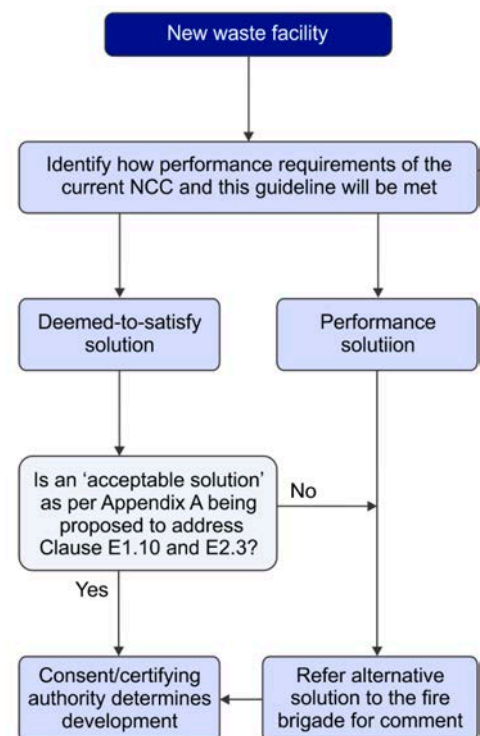 New waste facility
Identify how performance requirements of the
current NCC and this guideline will be met
Deemed-to-satisfy
solution
Performance
solutiion
Is an ‘acceptable solution’
as per Appendix A being
proposed to address
Clause E1.10 and E2.3?
No
Yes
Consent/certifying
authority determines
development
Refer alternative
solution to the fire
brigade for comment